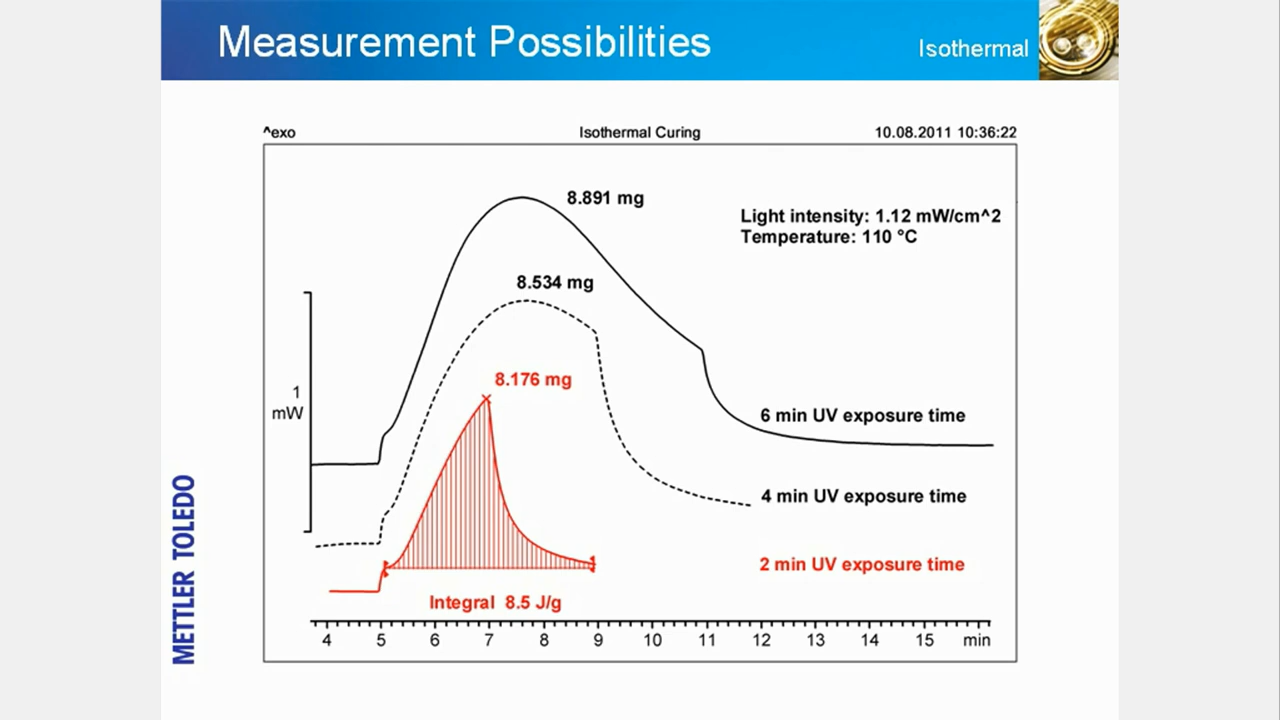 Measurement Possibilities
Isothermal
^exo
Isothermal Curing
10.08.2011 10:36:22
8.891 mg
Light intensity: 1.12 mW/cm^2
Temperature: 110 °C
8.534 mg
8.176 mg
1
mW
6 min UV exposure time
4 min UV exposure time
2 min UV exposure time
Integral 8.5 J/g
4 5 6 7 8 9 10 11 12 13 14 15 min
METTLER TOLEDO